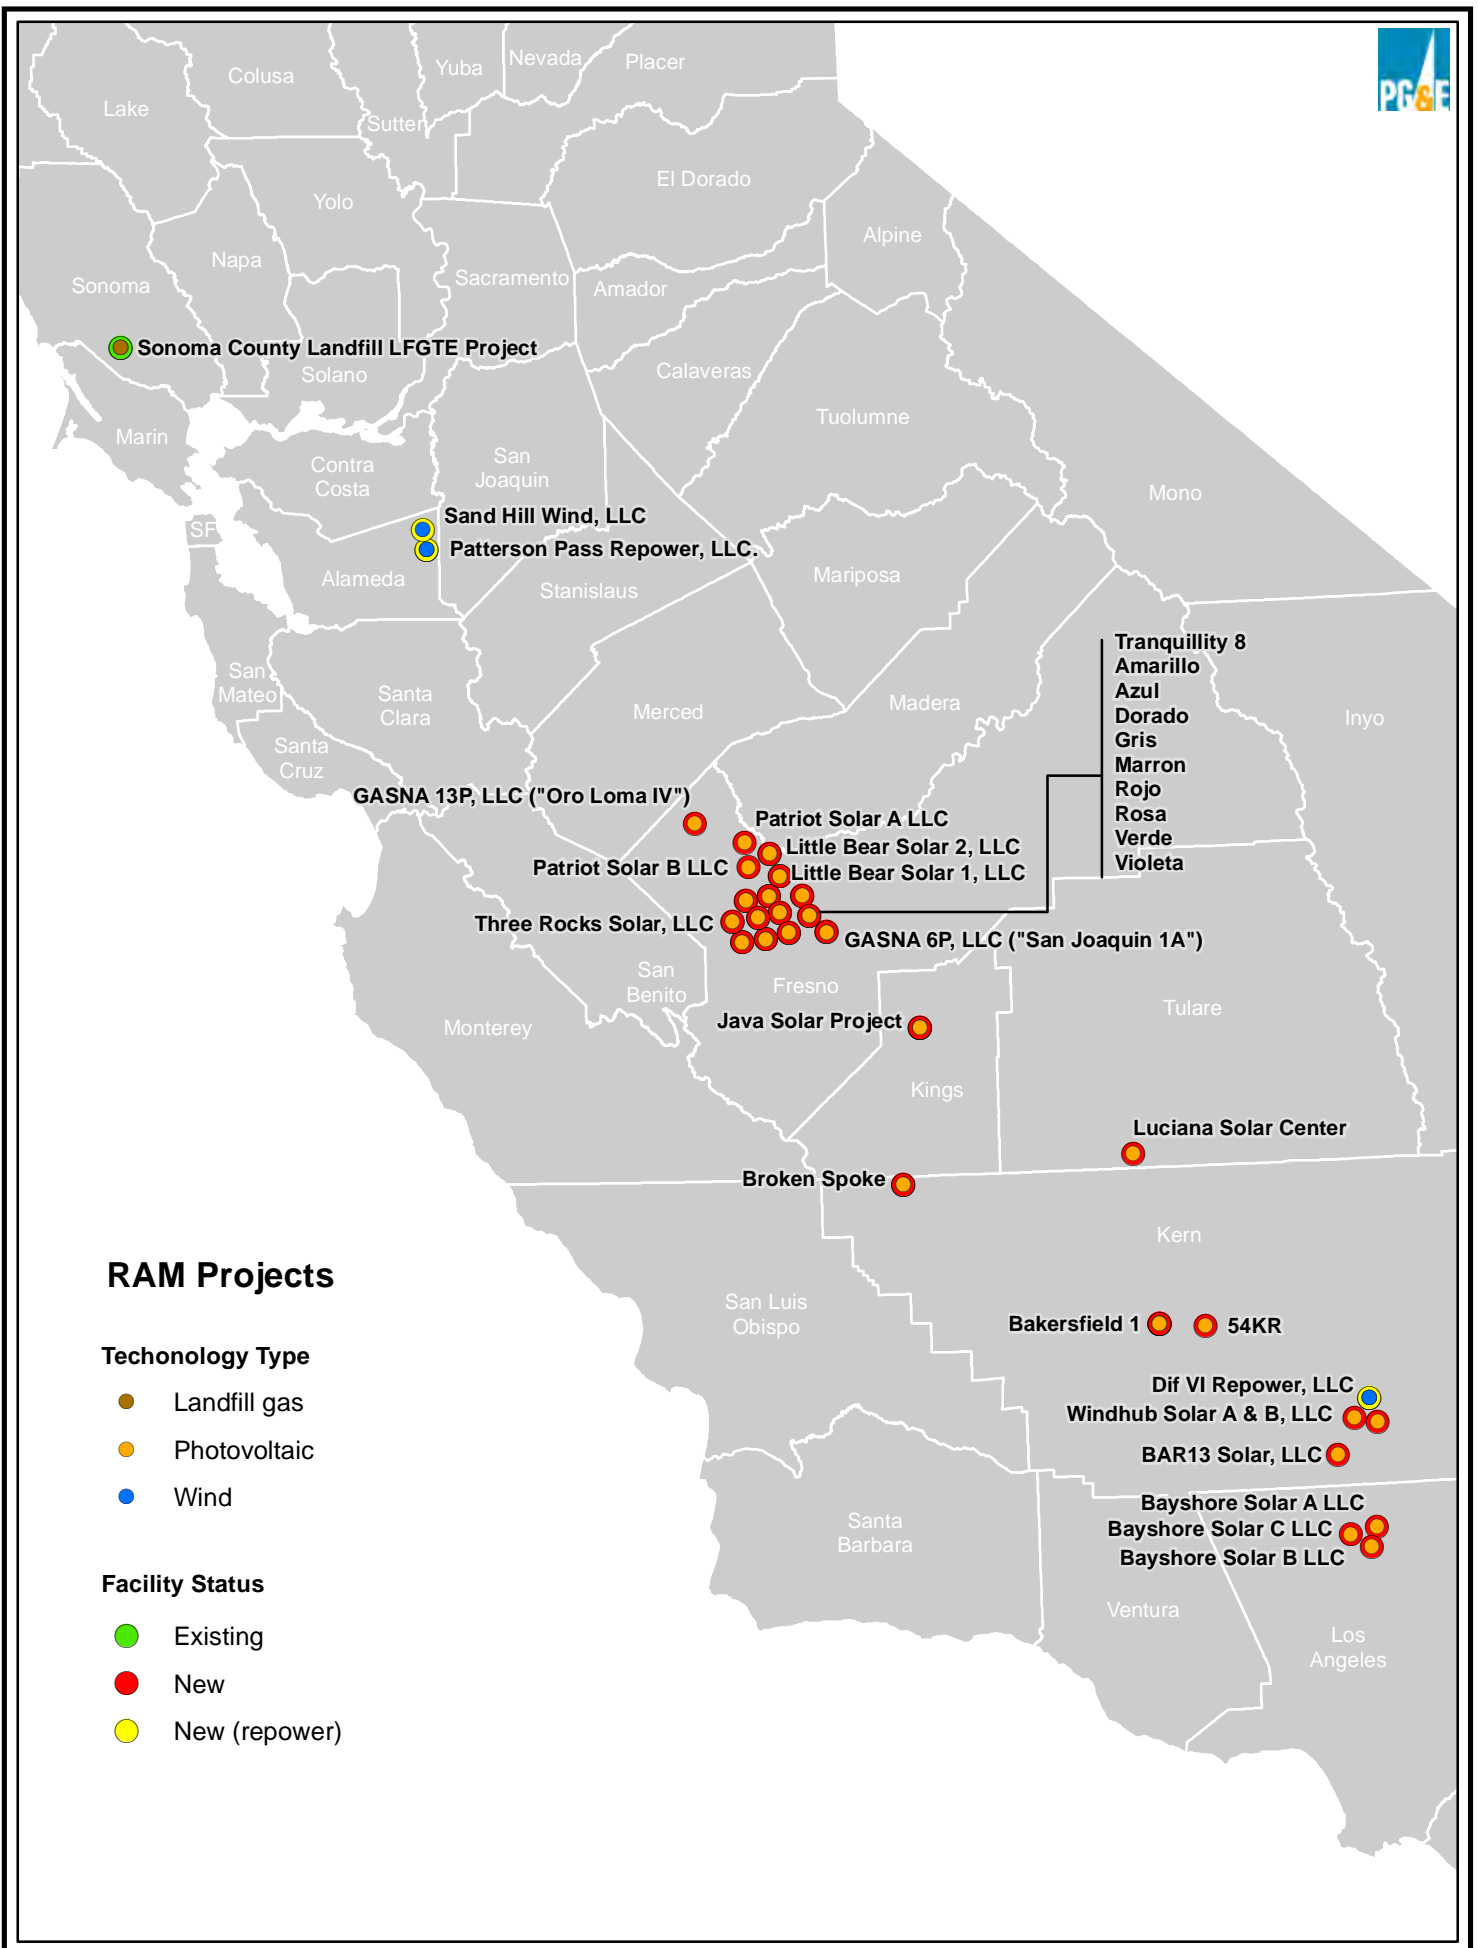 PG&E
Colusa
Yuba
Nevada
Placer
Lake
Sutter
El Dorado
Yolo
Alpine
Napa
Sacramento
Sonoma
Amador
Sonoma County Landfill LFGTE Project
Solano
Calaveras
Tuolumne
Marin
Contra
Costa
San
Joaquin
Mono
Sand Hill Wind, LLC
SF
Patterson Pass Repower, LLC.
Alameda
Stanislaus
Mariposa
Tranquillity 8
Amarillo
Azul
Dorado
Gris
Marron
Rojo
Rosa
Verde
Violeta
San
Mateo
Santa
Clara
Merced
Madera
Inyo
Santa
Cruz
GASNA 13P, LLC ("Oro Loma IV")
Patriot Solar A LLC
Little Bear Solar 2, LLC
Patriot Solar B LLC
Little Bear Solar 1, LLC
Three Rocks Solar, LLC
GASNA 6P, LLC ("San Joaquin 1A")
San
Benito
Fresno
Tulare
Monterey
Java Solar Project
Kings
Luciana Solar Center
Broken Spoke
Kern
San Luis
Obispo
Bakersfield 1
54KR
Dif VI Repower, LLC
Windhub Solar A & B, LLC
BAR13 Solar, LLC
Bayshore Solar A LLC
Bayshore Solar C LLC
Bayshore Solar B LLC
Santa
Barbara
Ventura
Los
Angeles
RAM Projects
Techonology Type
Landfill gas
Photovoltaic
Wind
Facility Status
Existing
New
New (repower)